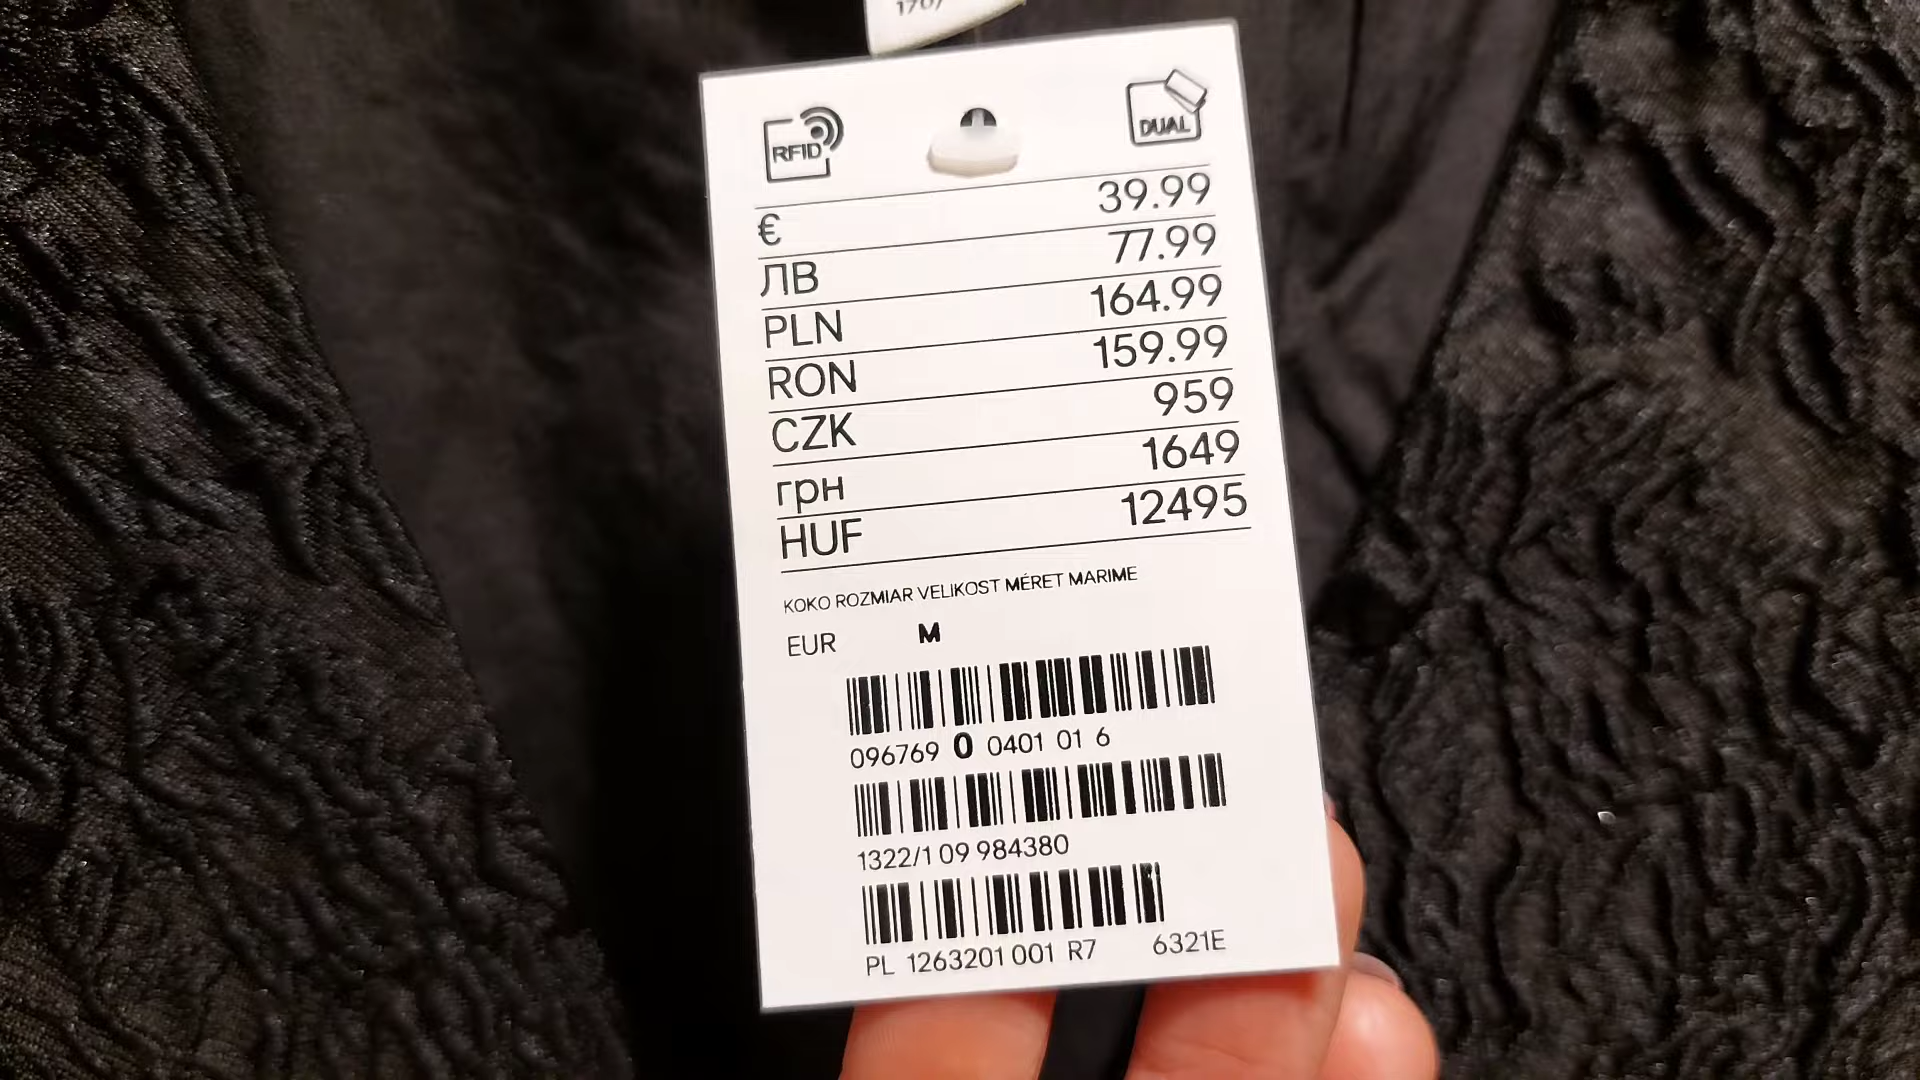 170/
RFID
DUAL
€ 39.99
ЛВ 77.99
PLN 164.99
RON 159.99
CZK 959
грн 1649
HUF 12495
KOKO ROZMIAR VELIKOST MÉRET MARIME
EUR M
096769 0 0401 01 6
1322/1 09 984380
PL 1263201 001 R7 6321E